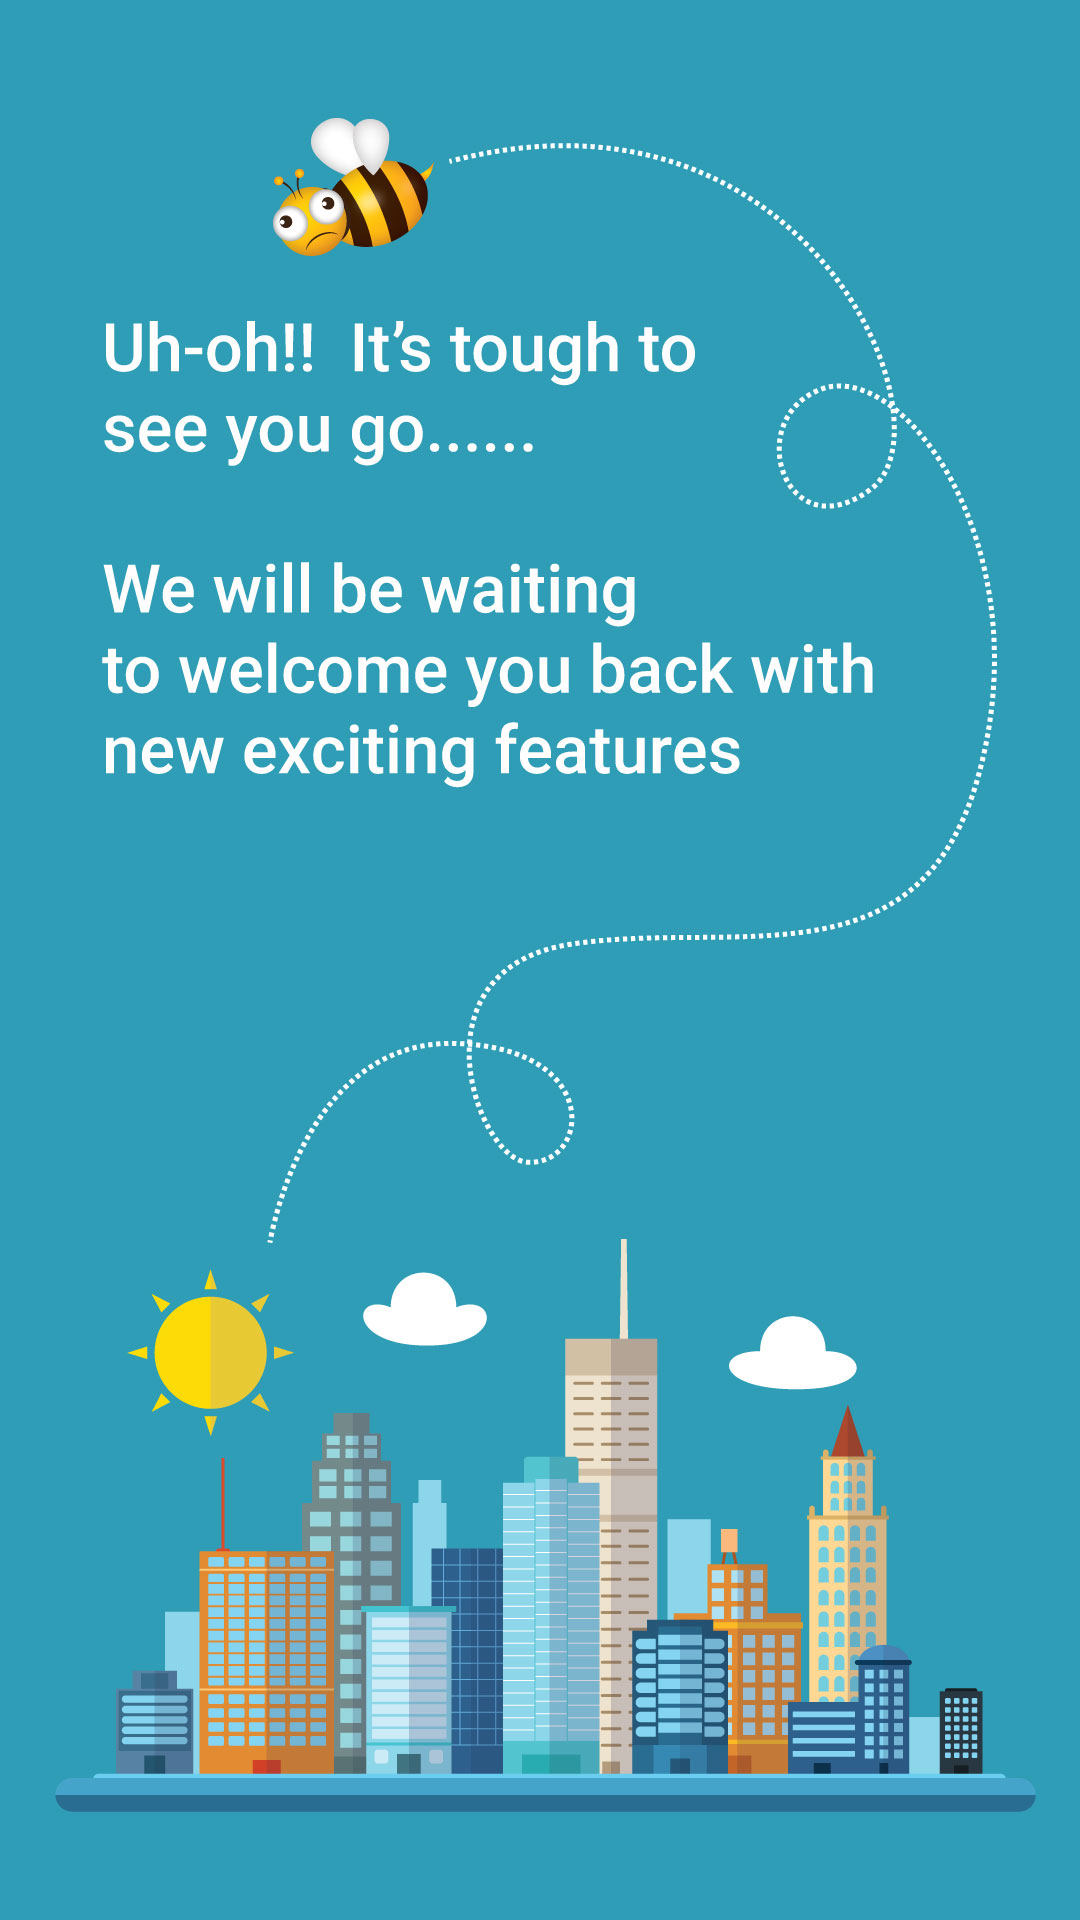 Uh-oh!!  It’s tough to
see you go......
We will be waiting
to welcome you back with
new exciting features